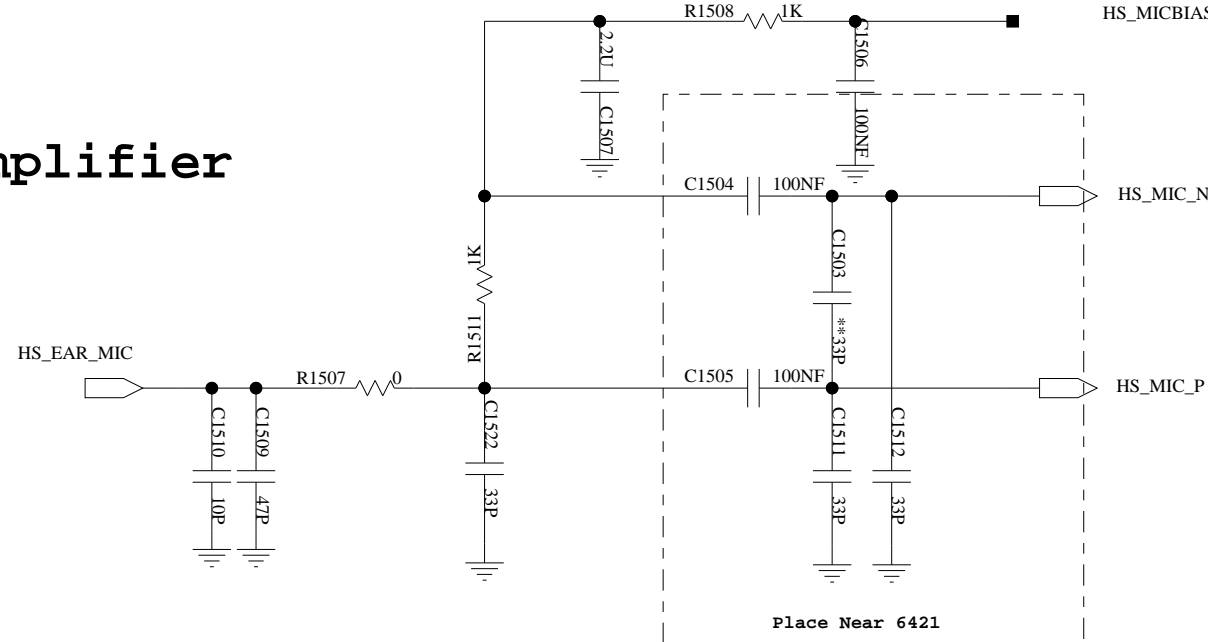 R1508
1K
HS_MICBIAS
2.2U
C1507
C1506
100NF
mplifier
C1504
100NF
HS_MIC_N
1K
R1511
C1503
**33P
HS_EAR_MIC
R1507
0
C1505
100NF
HS_MIC_P
C1510
10P
C1509
47P
C1522
33P
C1511
33P
C1512
33P
Place Near 6421